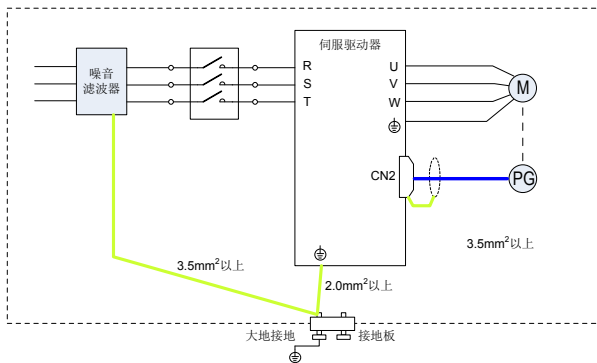 伺服驱动器
噪音
滤波器
R
S
T
U
V
W
M
CN2
PG
3.5mm²以上
3.5mm²以上
2.0mm²以上
大地接地
接地板